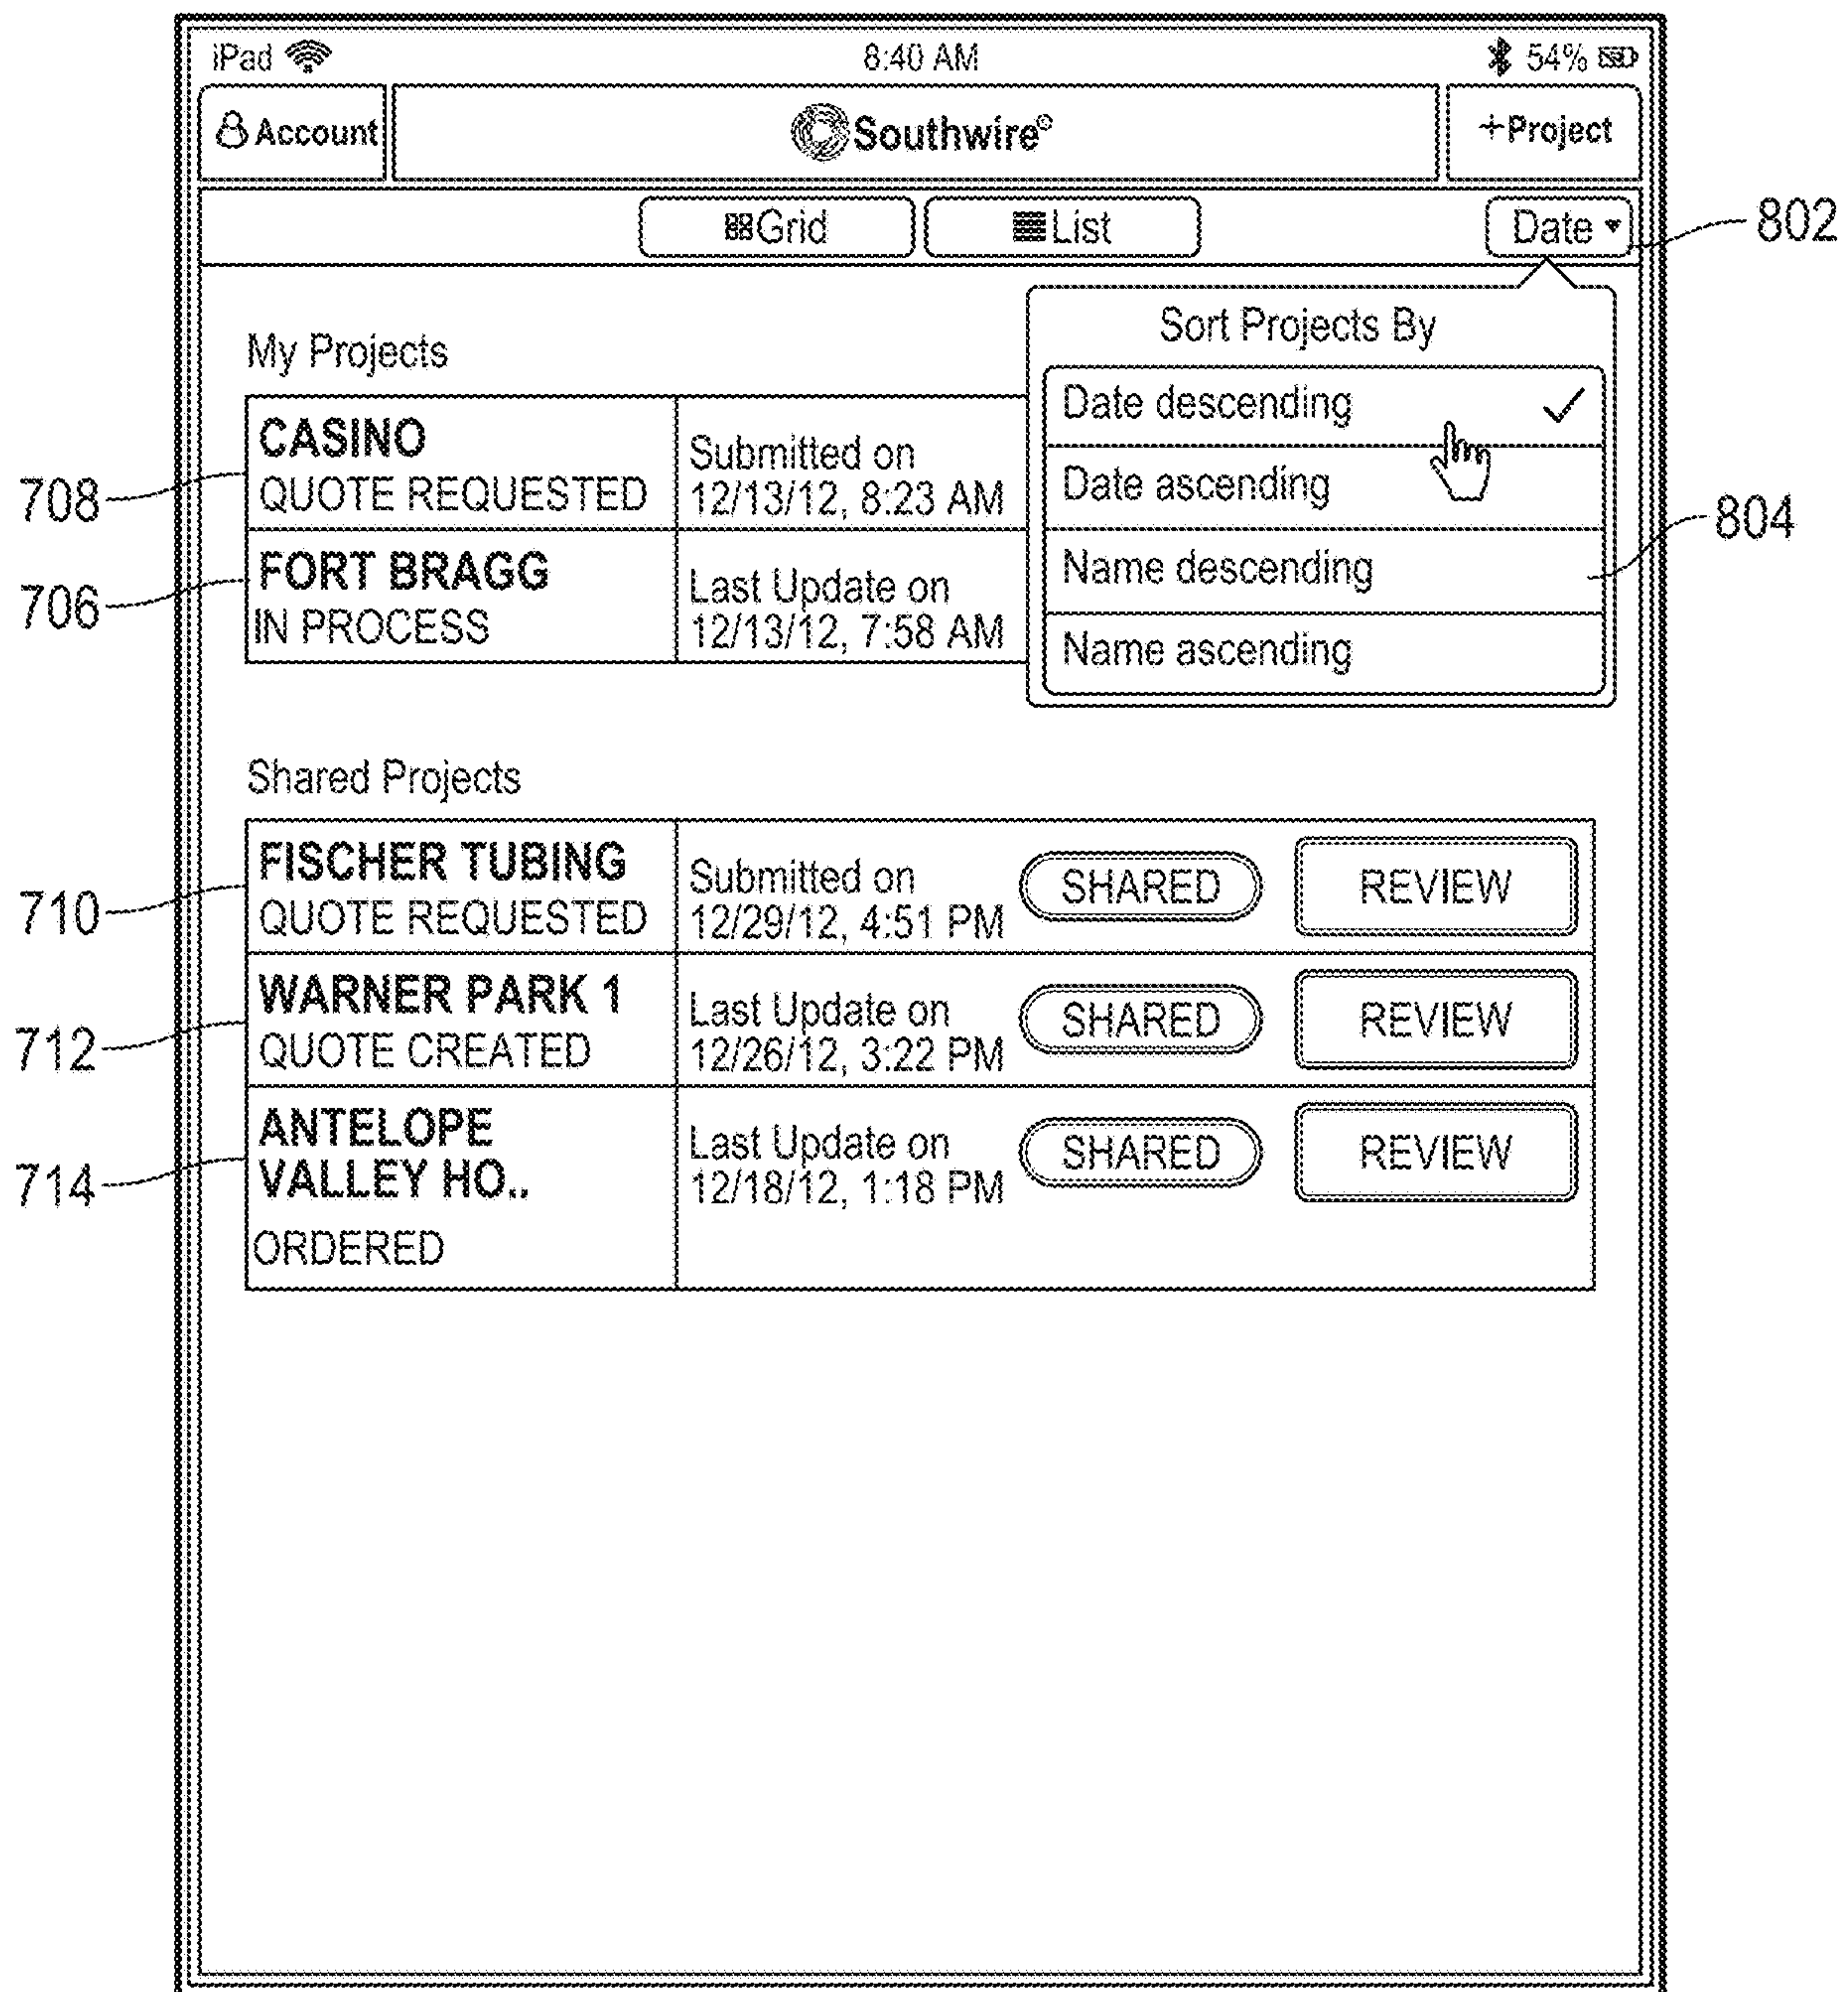 iPad 8:40 AM 54%
Account Southwire® +Project
Grid List Date 802
Sort Projects By
Date descending
Date ascending
Name descending
Name ascending
804
My Projects
708
CASINO
QUOTE REQUESTED
Submitted on
12/13/12, 8:23 AM
706
FORT BRAGG
IN PROCESS
Last Update on
12/13/12, 7:58 AM
Shared Projects
710
FISCHER TUBING
QUOTE REQUESTED
Submitted on
12/29/12, 4:51 PM
SHARED
REVIEW
712
WARNER PARK 1
QUOTE CREATED
Last Update on
12/26/12, 3:22 PM
SHARED
REVIEW
714
ANTELOPE
VALLEY HO..
ORDERED
Last Update on
12/18/12, 1:18 PM
SHARED
REVIEW